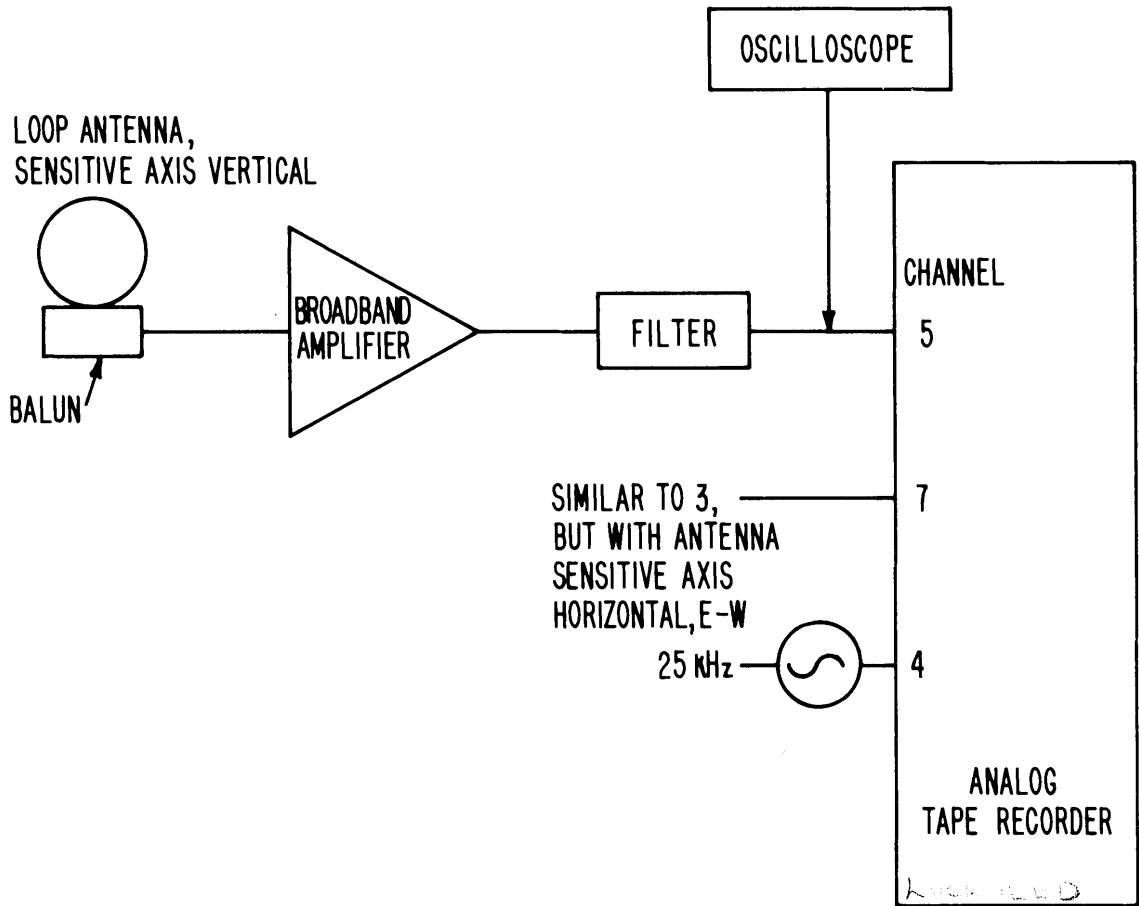 OSCILLOSCOPE
LOOP ANTENNA,
SENSITIVE AXIS VERTICAL
BROADBAND
AMPLIFIER
FILTER
BALUN
CHANNEL
5
SIMILAR TO 3,
BUT WITH ANTENNA
SENSITIVE AXIS
HORIZONTAL, E-W
7
25 KHz
4
ANALOG
TAPE RECORDER